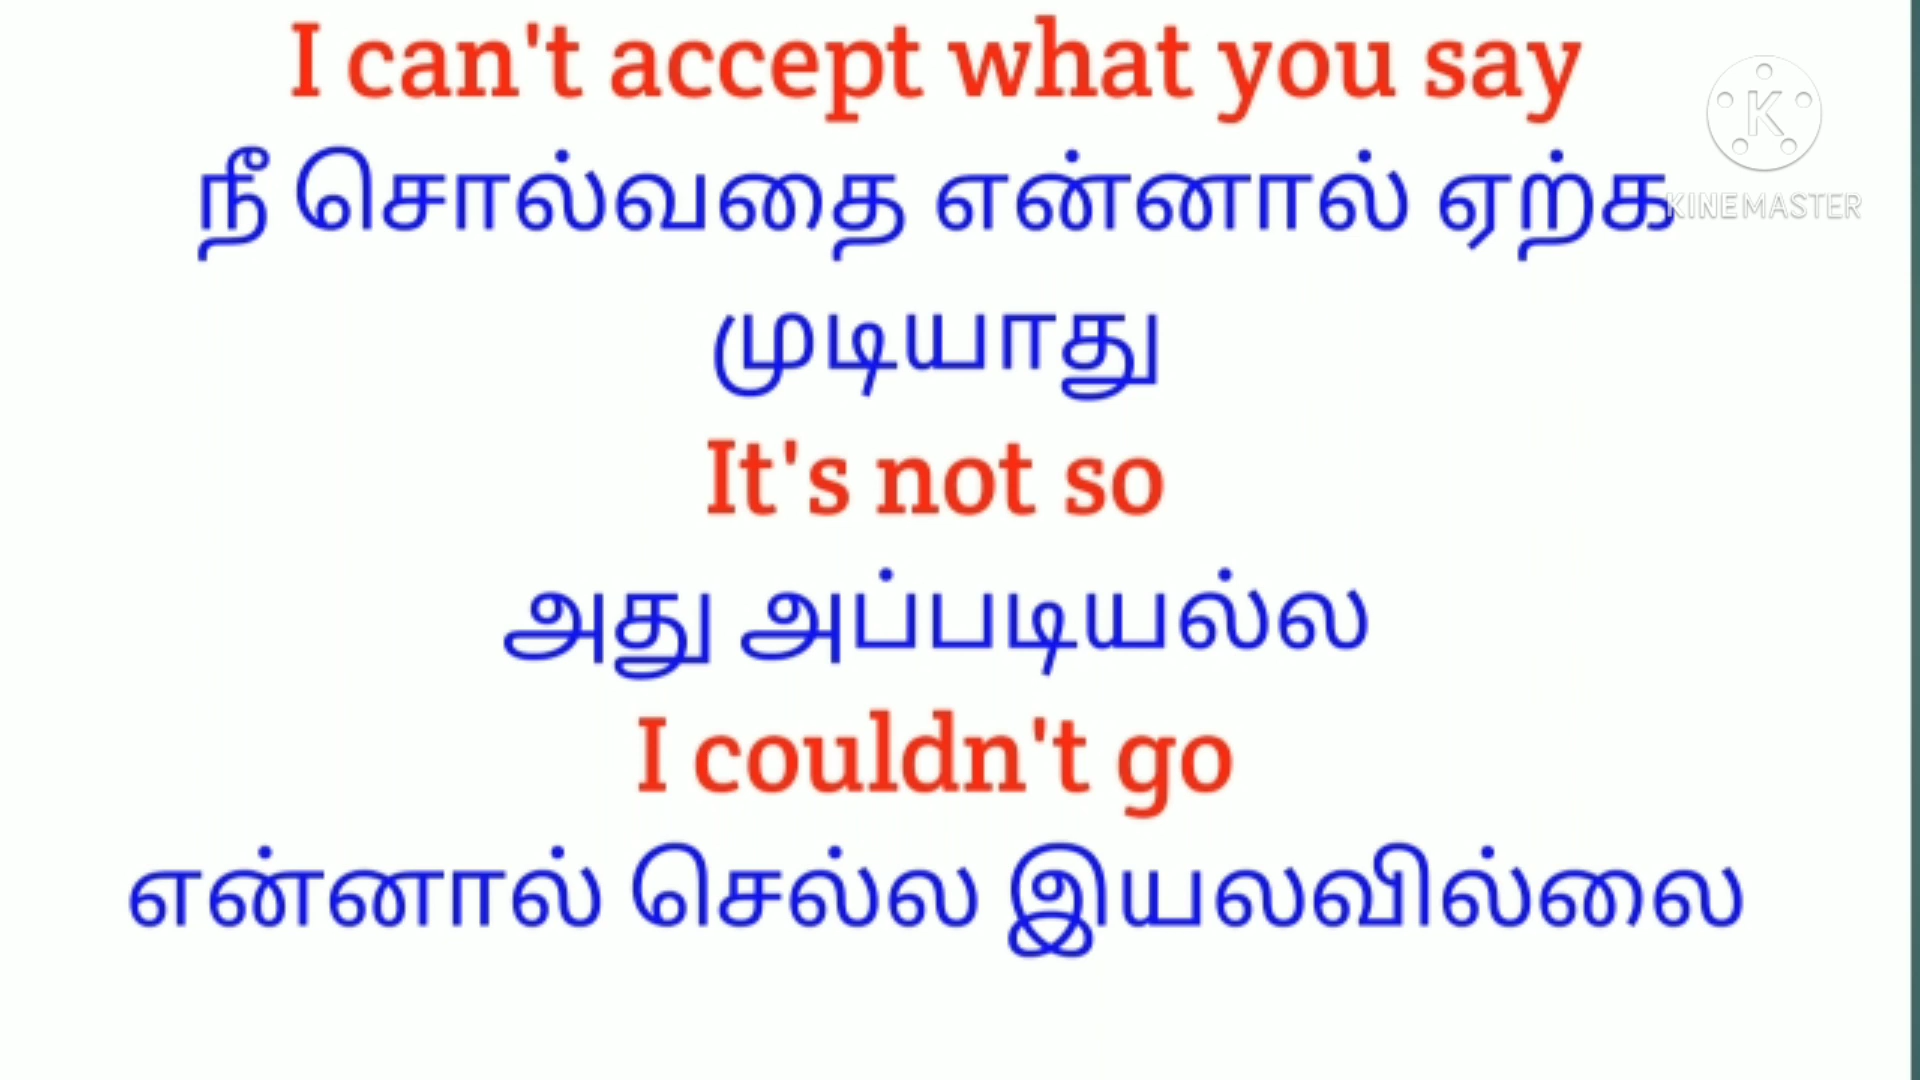 I can't accept what you say
நீ சொல்வதை என்னால் ஏற்க
முடியாது
It's not so
அது அப்படியல்ல
I couldn't go
என்னால் செல்ல இயலவில்லை
K
KINEMASTER